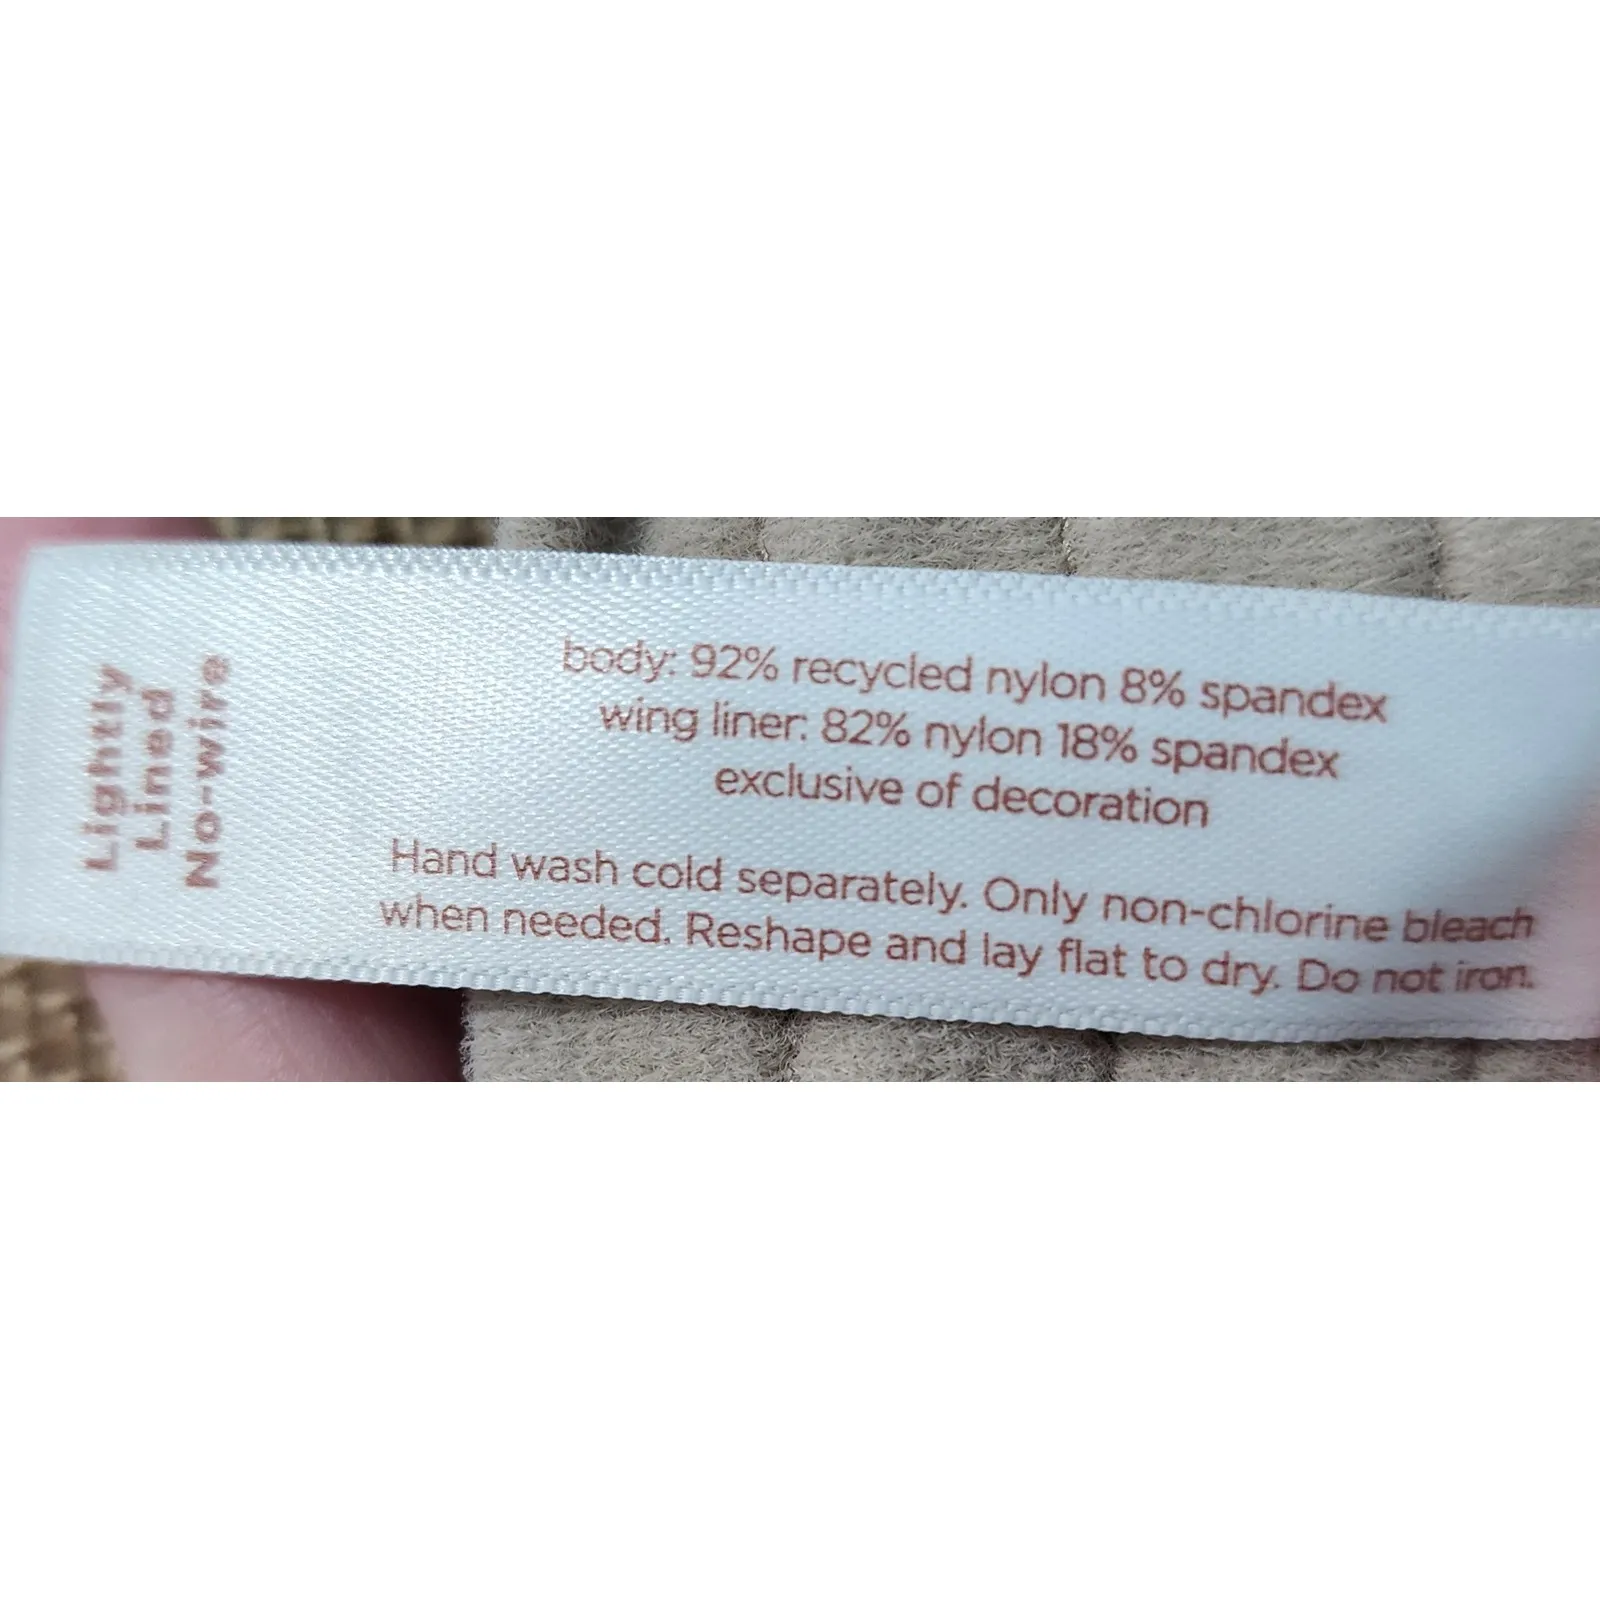 Lightly
Lined
No-wire
body: 92% recycled nylon 8% spandex
wing liner: 82% nylon 18% spandex
exclusive of decoration
Hand wash cold separately. Only non-chlorine bleach
when needed. Reshape and lay flat to dry. Do not iron.